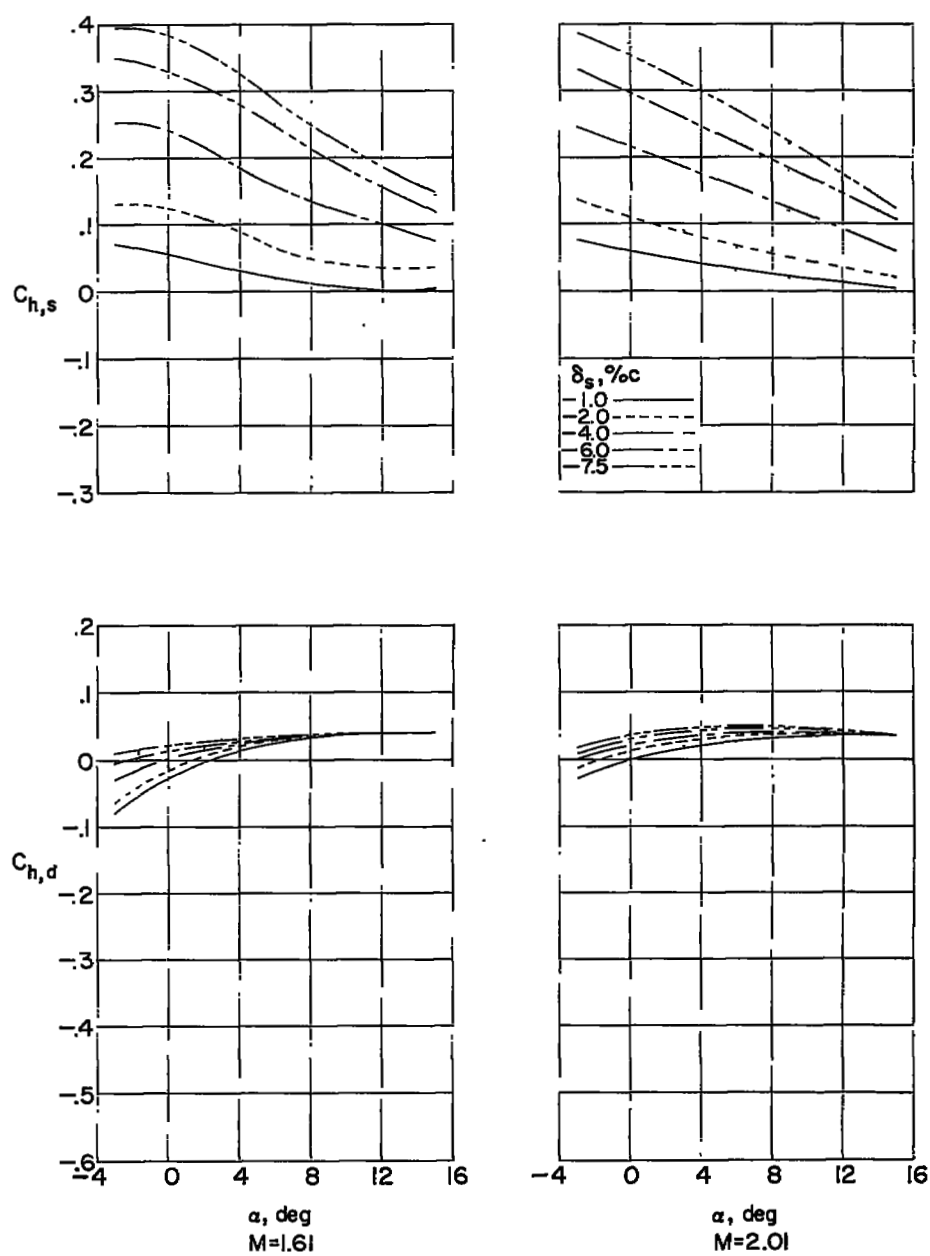 .4
.3
.2
.1
C_{h,s} 0
-.1
-.2
-.3
δ_s, %c
-1.0
-2.0
-4.0
-6.0
-7.5
.2
.1
0
-.1
C_{h,d}
-.2
-.3
-.4
-.5
-.6
-4 0 4 8 12 16
α, deg
M=1.61
-4 0 4 8 12 16
α, deg
M=2.01